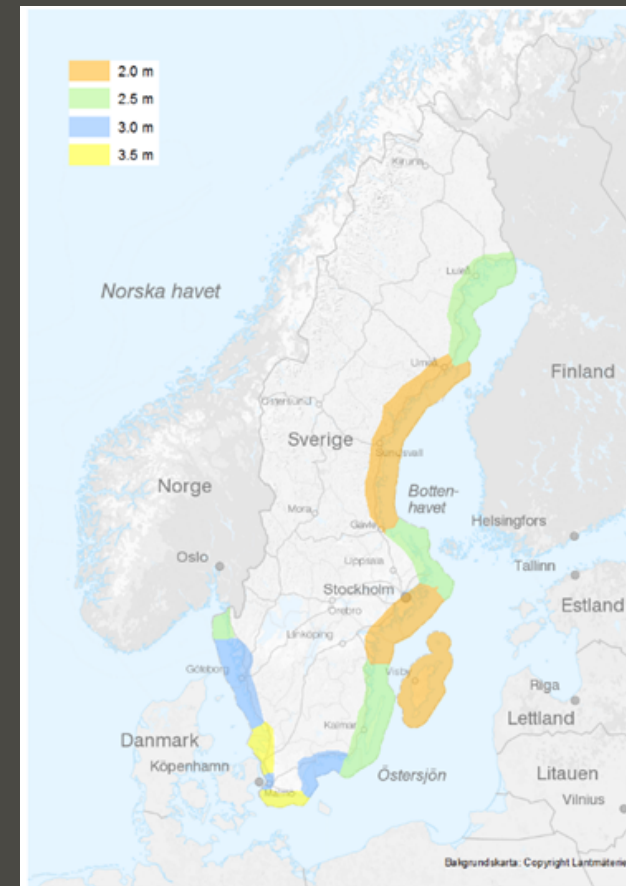 2.0 m
2.5 m
3.0 m
3.5 m
Kiruna
Norska havet
Luleå
Umeå
Finland
Östersund
Sverige
Sundsvall
Norge
Botten-
havet
Mora
Gävle
Helsingfors
Oslo
Uppsala
Tallinn
Stockholm
Örebro
Estland
Linköping
Göteborg
Visby
Riga
Lettland
Kalmar
Danmark
Köpenhamn
Östersjön
Litauen
Malmö
Vilnius
Bakgrundskarta: Copyright Lantmäterie